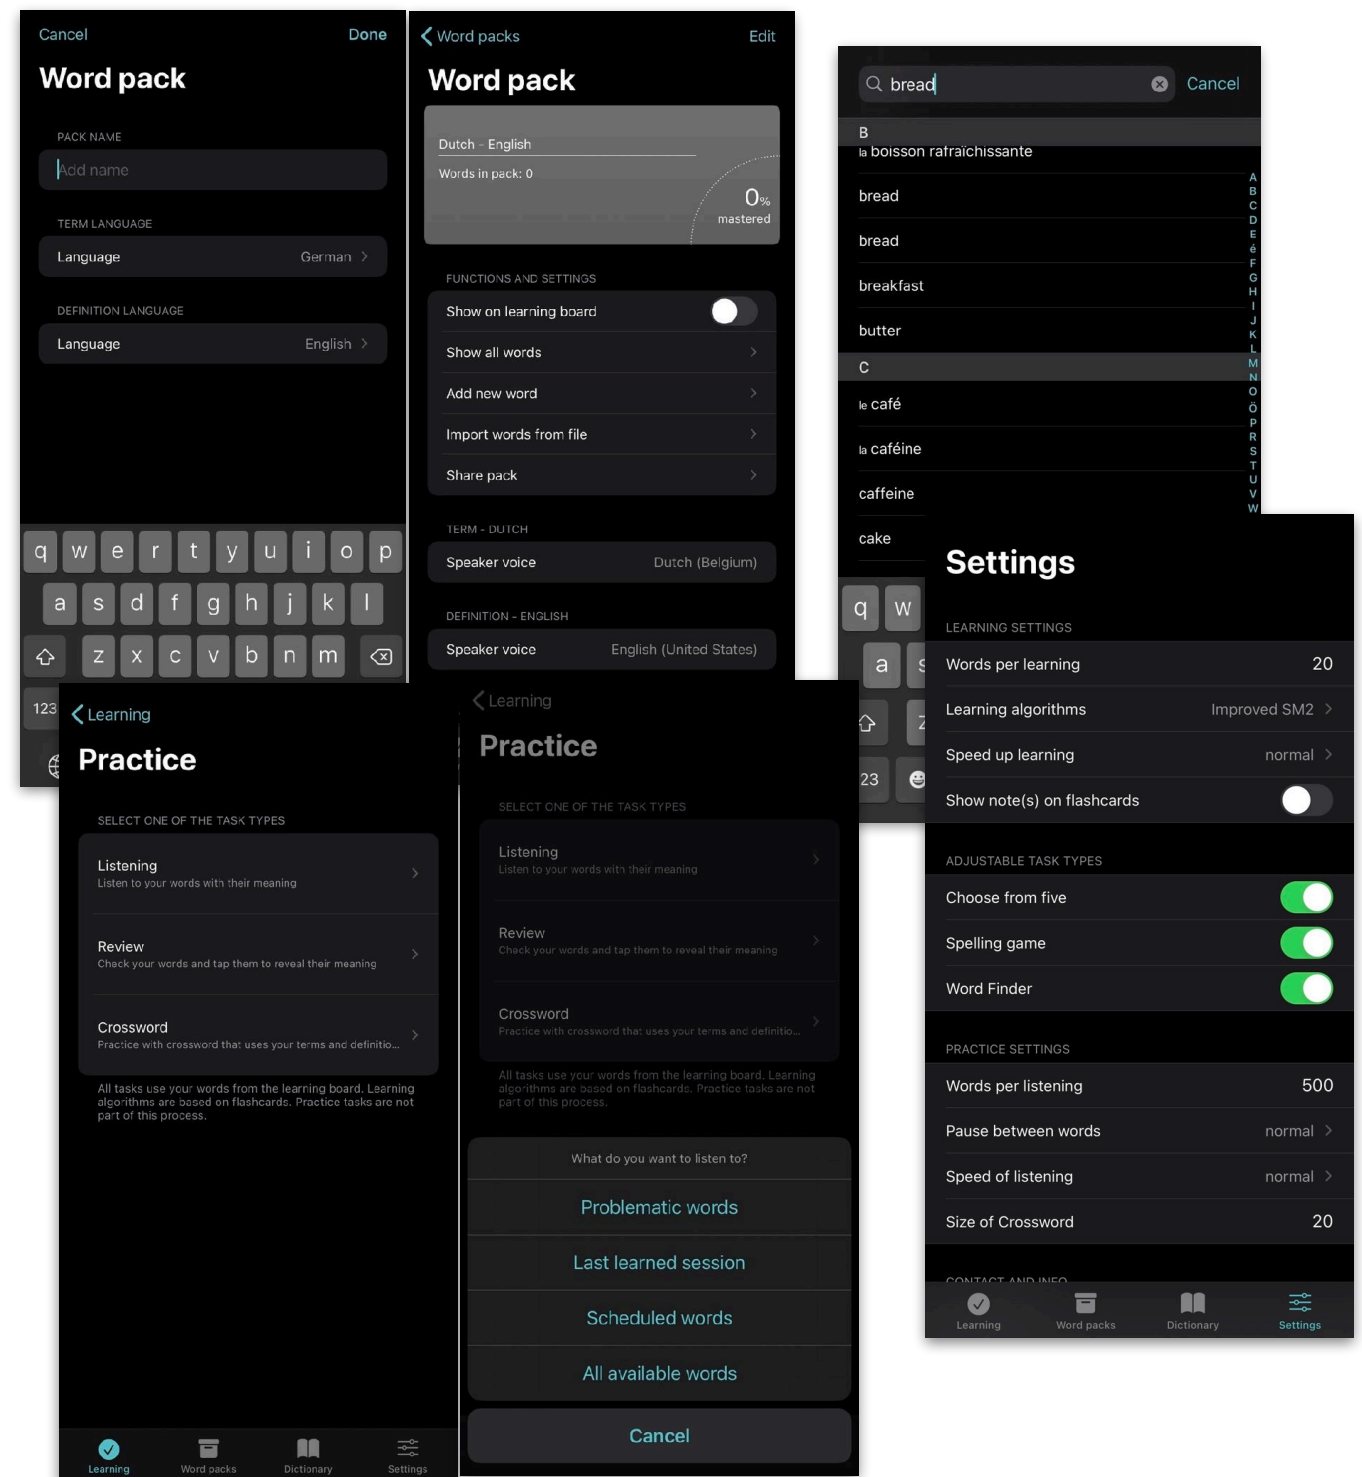 Cancel
Done
Word pack
PACK NAME
Add name
TERM LANGUAGE
Language German
DEFINITION LANGUAGE
Language English
q w e r t y u i o p
a s d f g h j k l
z x c v b n m
123
Word packs
Edit
Word pack
Dutch - English
Words in pack: 0
0%
mastered
FUNCTIONS AND SETTINGS
Show on learning board
Show all words
Add new word
Import words from file
Share pack
TERM - DUTCH
Speaker voice Dutch (Belgium)
DEFINITION - ENGLISH
Speaker voice English (United States)
bread
Cancel
B
la boisson rafraîchissante
bread
bread
breakfast
butter
C
le café
la caféine
caffeine
cake
A
B
C
D
E
é
F
G
H
I
J
K
L
M
N
O
Ö
P
R
S
T
U
V
W
q w
a s
z
23
Learning
Practice
SELECT ONE OF THE TASK TYPES
Listening
Listen to your words with their meaning
Review
Check your words and tap them to reveal their meaning
Crossword
Practice with crossword that uses your terms and definitio...
All tasks use your words from the learning board. Learning
algorithms are based on flashcards. Practice tasks are not
part of this process.
Learning Word packs Dictionary Settings
Learning
Practice
SELECT ONE OF THE TASK TYPES
Listening
Listen to your words with their meaning
Review
Check your words and tap them to reveal their meaning
Crossword
Practice with crossword that uses your terms and definitio...
All tasks use your words from the learning board. Learning
algorithms are based on flashcards. Practice tasks are not
part of this process.
What do you want to listen to?
Problematic words
Last learned session
Scheduled words
All available words
Cancel
Settings
LEARNING SETTINGS
Words per learning 20
Learning algorithms Improved SM2
Speed up learning normal
Show note(s) on flashcards
ADJUSTABLE TASK TYPES
Choose from five
Spelling game
Word Finder
PRACTICE SETTINGS
Words per listening 500
Pause between words normal
Speed of listening normal
Size of Crossword 20
CONTACT AND INFO
Learning Word packs Dictionary Settings